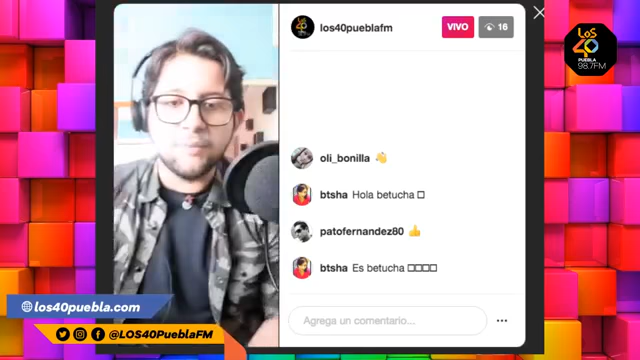 los40pueblafm
VIVO
16
LOS
40
PUEBLA
98.7FM
oli_bonilla 👋
btsha Hola betucha □
patofernandez80 👍
btsha Es betucha □□□□
Agrega un comentario...
los40puebla.com
@LOS40PueblaFM